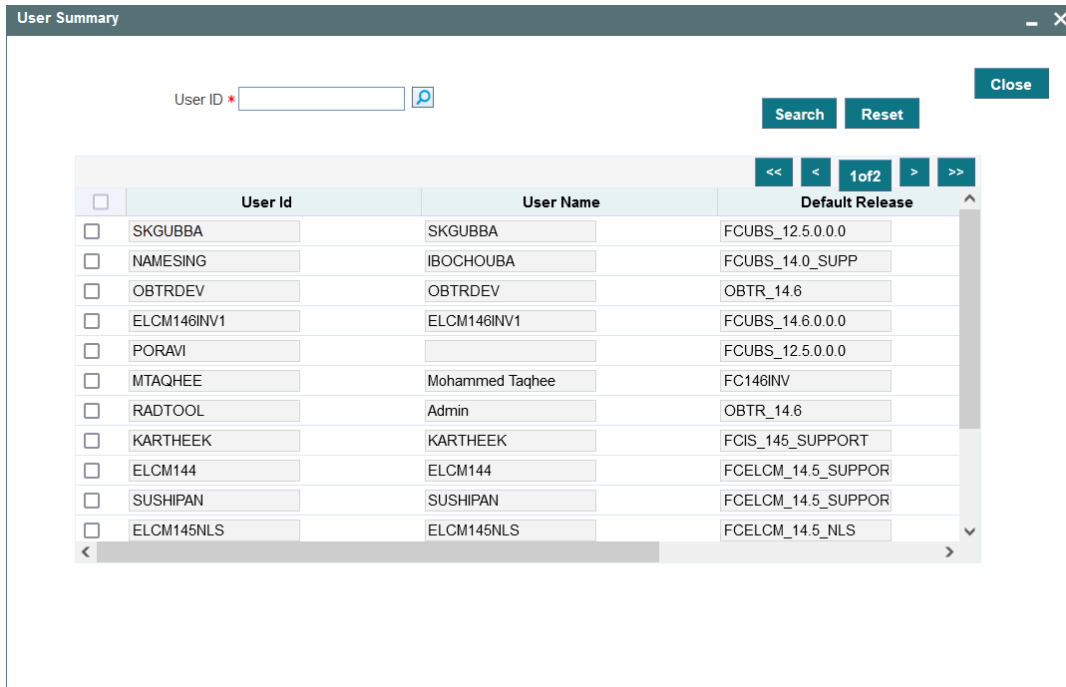 User Summary
User ID *
Close
Search Reset
<< < 1of2 > >>
User Id User Name Default Release
SKGUBBA SKGUBBA FCUBS_12.5.0.0.0
NAMESING IBOCHOUBA FCUBS_14.0_SUPP
OBTRDEV OBTRDEV OBTR_14.6
ELCM146INV1 ELCM146INV1 FCUBS_14.6.0.0.0
PORAVI FCUBS_12.5.0.0.0
MTAQHEE Mohammed Taqhee FC146INV
RADTOOL Admin OBTR_14.6
KARTHEEK KARTHEEK FCIS_145_SUPPORT
ELCM144 ELCM144 FCELCM_14.5_SUPPOR
SUSHIPAN SUSHIPAN FCELCM_14.5_SUPPOR
ELCM145NLS ELCM145NLS FCELCM_14.5_NLS